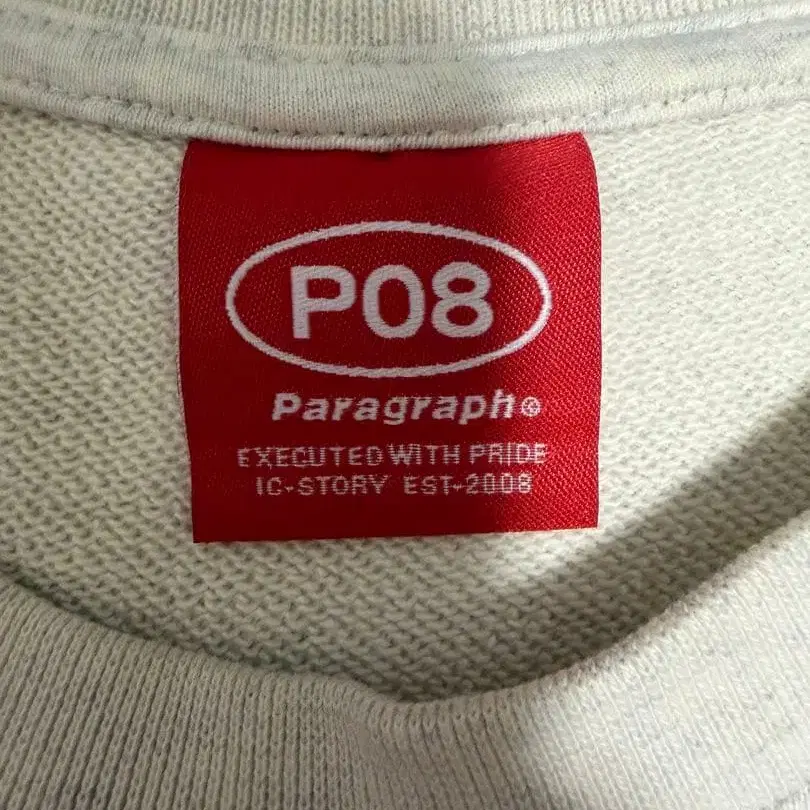 P08
Paragraph®
EXECUTED WITH PRIDE
IC-STORY EST-2008